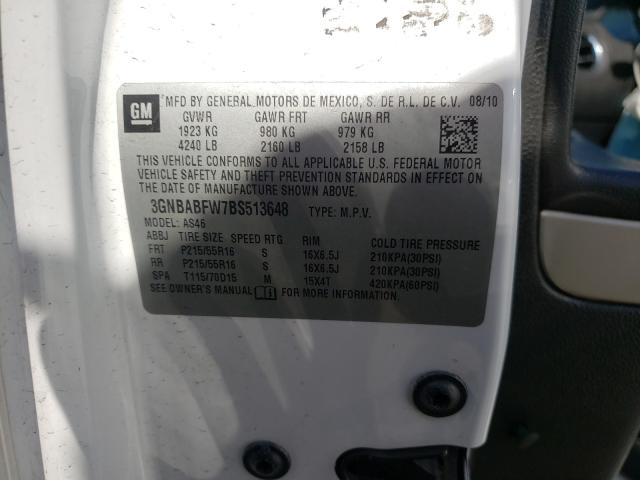 GM
MFD BY GENERAL MOTORS DE MEXICO, S. DE R.L. DE C.V. 08/10
GVWR GAWR FRT GAWR RR
1923 KG 980 KG 979 KG
4240 LB 2160 LB 2158 LB
THIS VEHICLE CONFORMS TO ALL APPLICABLE U.S. FEDERAL MOTOR
VEHICLE SAFETY AND THEFT PREVENTION STANDARDS IN EFFECT ON
THE DATE OF MANUFACTURE SHOWN ABOVE.
3GNBABFW7BS513648 TYPE: M.P.V.
MODEL: AS46
ABBJ TIRE SIZE SPEED RTG RIM COLD TIRE PRESSURE
FRT P215/55R16 S 16X6.5J 210KPA(30PSI)
RR P215/55R16 S 16X6.5J 210KPA(30PSI)
SPA T115/70D15 M 15X4T 420KPA(60PSI)
SEE OWNER'S MANUAL FOR ADDITIONAL INFORMATION.